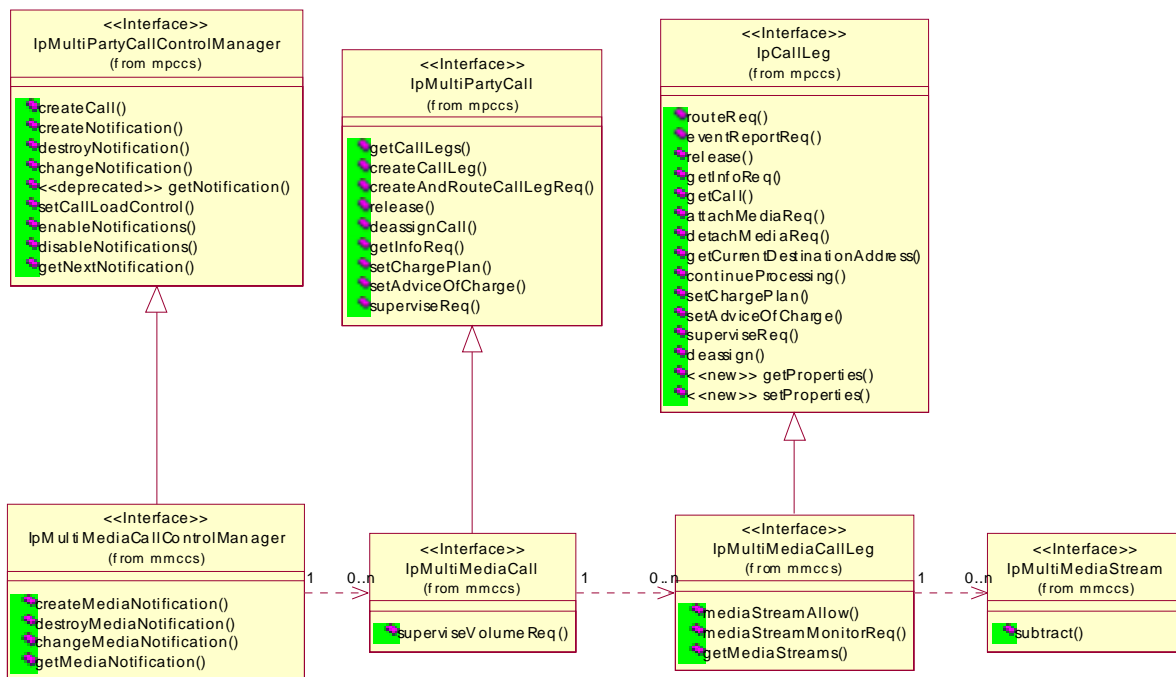 <<Interface>>
IpMultiPartyCallControlManager
(from mpccs)
createCall()
createNotification()
destroyNotification()
changeNotification()
<<deprecated>> getNotification()
setCallLoadControl()
enableNotifications()
disableNotifications()
getNextNotification()
<<Interface>>
IpMultiPartyCall
(from mpccs)
getCallLegs()
createCallLeg()
createAndRouteCallLegReq()
release()
deassignCall()
getInfoReq()
setChargePlan()
setAdviceOfCharge()
superviseReq()
<<Interface>>
IpCallLeg
(from mpccs)
routeReq()
eventReportReq()
release()
getInfoReq()
getCall()
attachMediaReq()
detachMediaReq()
getCurrentDestinationAddress()
continueProcessing()
setChargePlan()
setAdviceOfCharge()
superviseReq()
deassign()
<<new>> getProperties()
<<new>> setProperties()
<<Interface>>
IpMultiMediaCallControlManager
(from mmccs)
createMediaNotification()
destroyMediaNotification()
changeMediaNotification()
getMediaNotification()
1
0..n
<<Interface>>
IpMultiMediaCall
(from mmccs)
superviseVolumeReq()
1
0..n
<<Interface>>
IpMultiMediaCallLeg
(from mmccs)
mediaStreamAllow()
mediaStreamMonitorReq()
getMediaStreams()
1
0..n
<<Interface>>
IpMultiMediaStream
(from mmccs)
subtract()